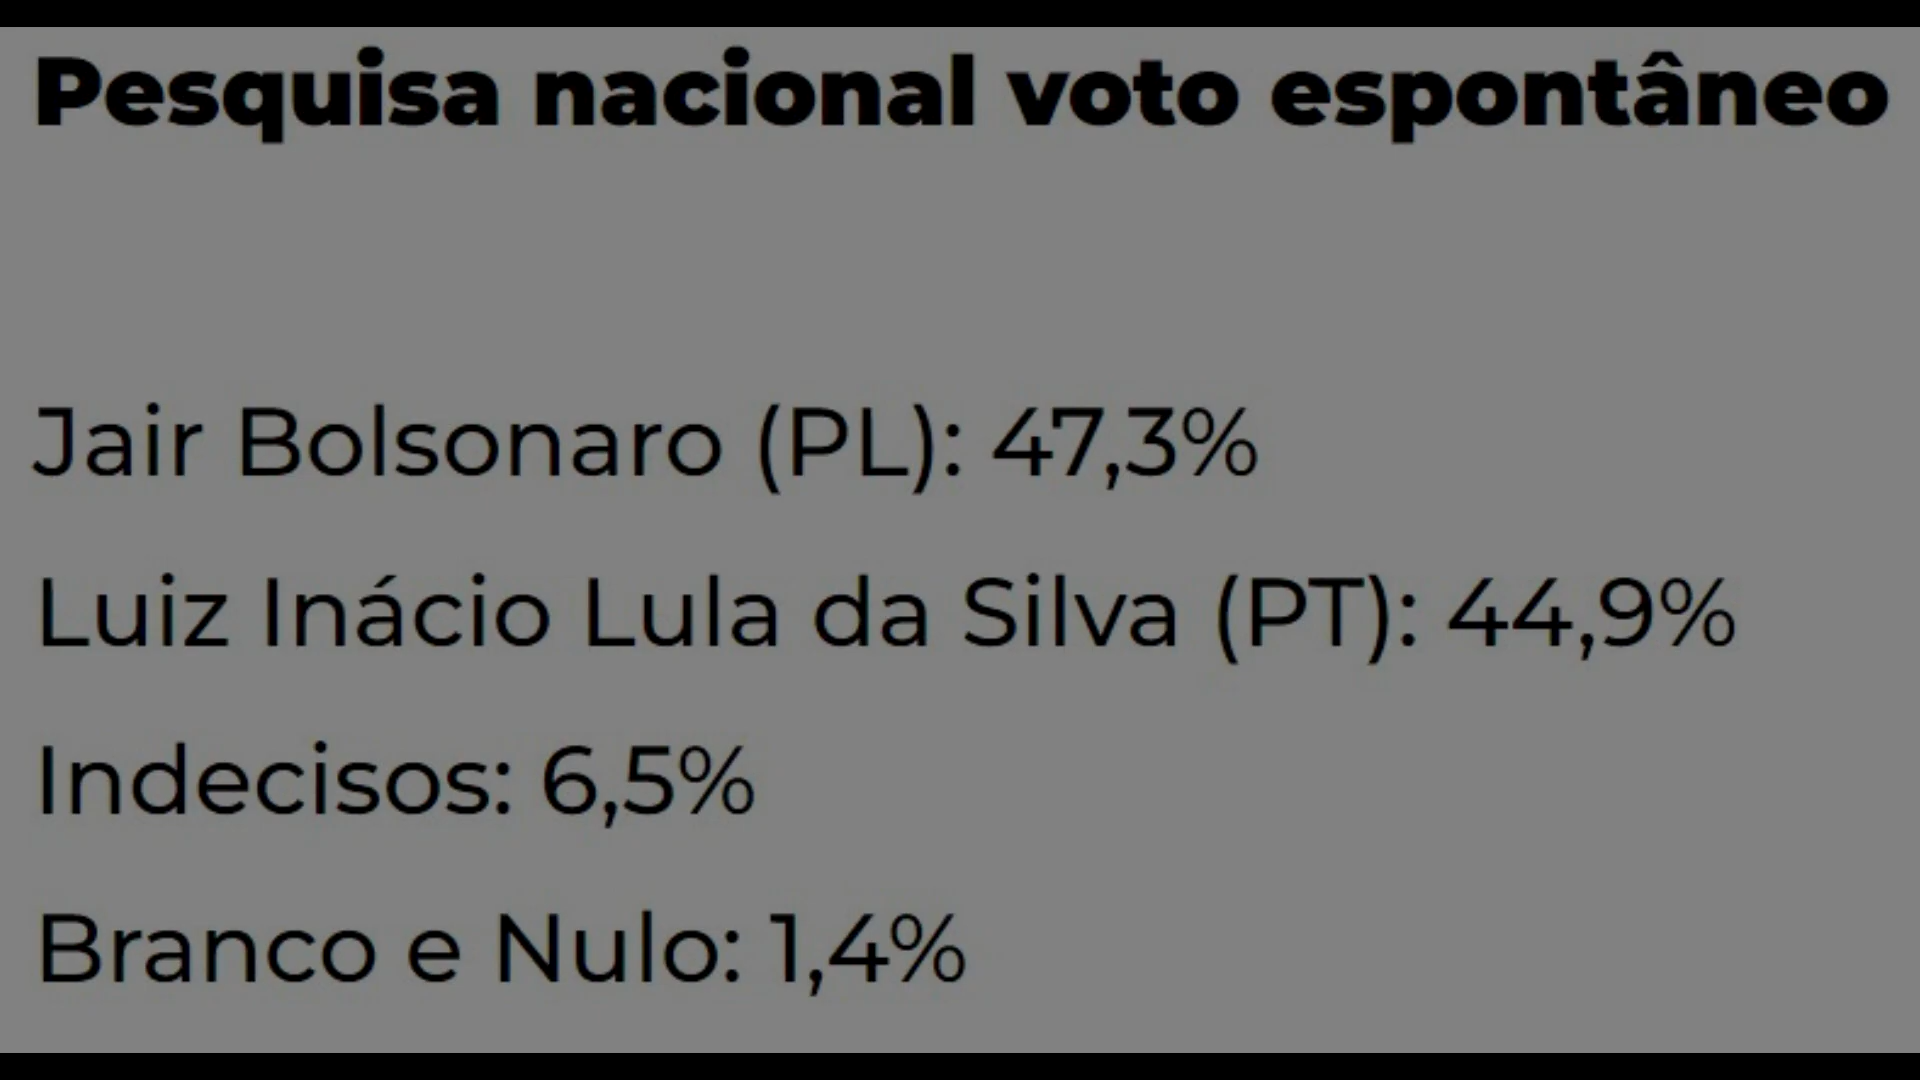 Pesquisa nacional voto espontâneo
Jair Bolsonaro (PL): 47,3%
Luiz Inácio Lula da Silva (PT): 44,9%
Indecisos: 6,5%
Branco e Nulo: 1,4%